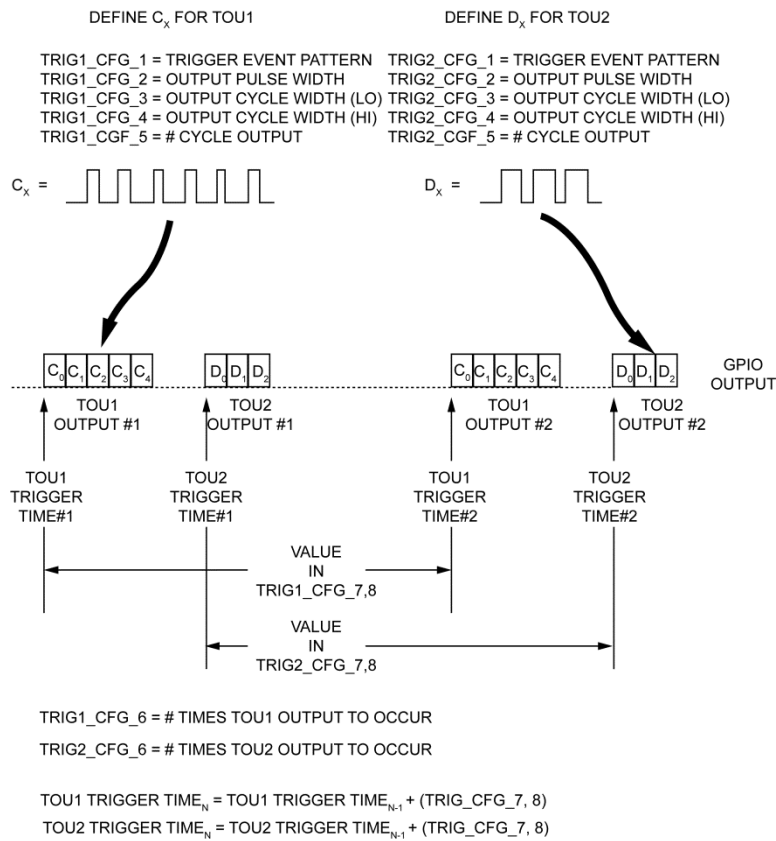 DEFINE Cₓ FOR TOU1
DEFINE Dₓ FOR TOU2
TRIG1_CFG_1 = TRIGGER EVENT PATTERN
TRIG1_CFG_2 = OUTPUT PULSE WIDTH
TRIG1_CFG_3 = OUTPUT CYCLE WIDTH (LO)
TRIG1_CFG_4 = OUTPUT CYCLE WIDTH (HI)
TRIG1_CGF_5 = # CYCLE OUTPUT
TRIG2_CFG_1 = TRIGGER EVENT PATTERN
TRIG2_CFG_2 = OUTPUT PULSE WIDTH
TRIG2_CFG_3 = OUTPUT CYCLE WIDTH (LO)
TRIG2_CFG_4 = OUTPUT CYCLE WIDTH (HI)
TRIG2_CGF_5 = # CYCLE OUTPUT
Cₓ =
Dₓ =
C₀ C₁ C₂ C₃ C₄
D₀ D₁ D₂
C₀ C₁ C₂ C₃ C₄
D₀ D₁ D₂
GPIO
OUTPUT
TOU1
OUTPUT #1
TOU2
OUTPUT #1
TOU1
OUTPUT #2
TOU2
OUTPUT #2
TOU1
TRIGGER
TIME#1
TOU2
TRIGGER
TIME#1
TOU1
TRIGGER
TIME#2
TOU2
TRIGGER
TIME#2
VALUE
IN
TRIG1_CFG_7,8
VALUE
IN
TRIG2_CFG_7,8
TRIG1_CFG_6 = # TIMES TOU1 OUTPUT TO OCCUR
TRIG2_CFG_6 = # TIMES TOU2 OUTPUT TO OCCUR
TOU1 TRIGGER TIME_N = TOU1 TRIGGER TIME_N-1 + (TRIG_CFG_7, 8)
TOU2 TRIGGER TIME_N = TOU2 TRIGGER TIME_N-1 + (TRIG_CFG_7, 8)